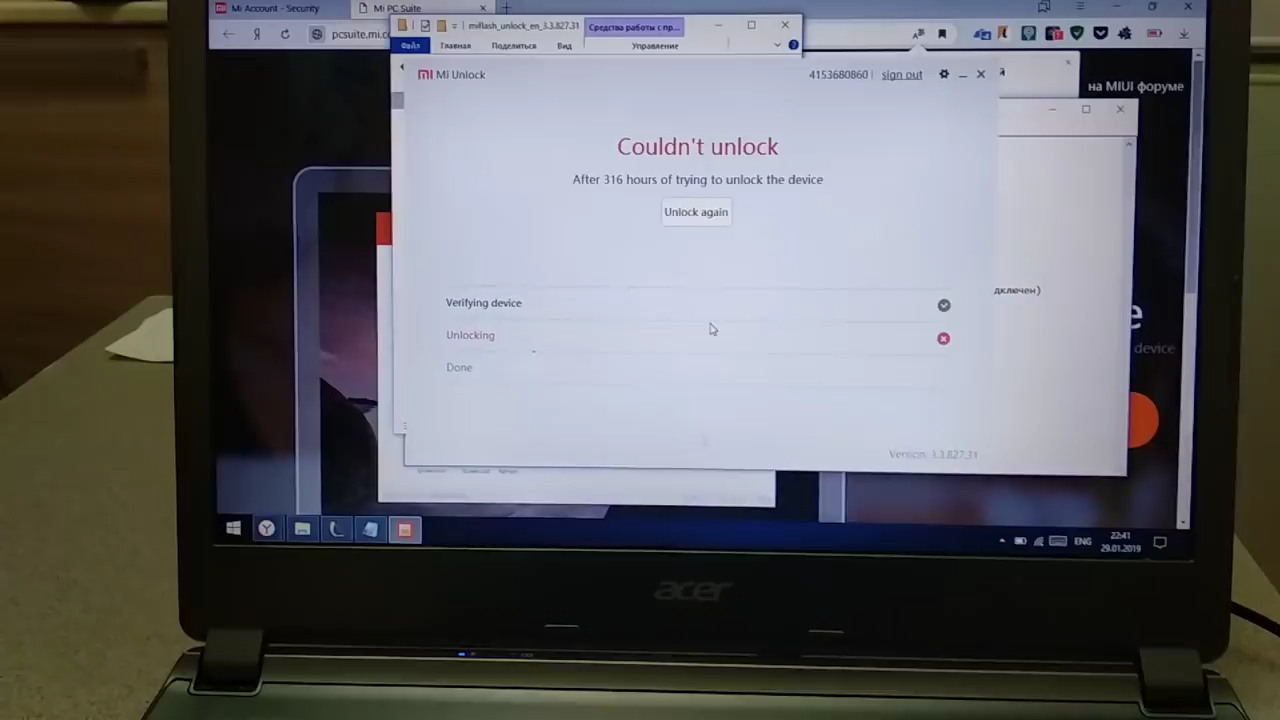 Mi Account - Security
Mi PC Suite
pcsuite.mi.c
miflash_unlock_en_3.3.827.31
Средства работы с пр...
Файл
Главная
Поделиться
Вид
Управление
на MIUI форуме
Mi Unlock
4153680860
sign out
Couldn't unlock
After 316 hours of trying to unlock the device
Unlock again
дключен)
Verifying device
Unlocking
Done
e
device
Version: 3.3.827.31
ENG
22:41
29.01.2019
acer